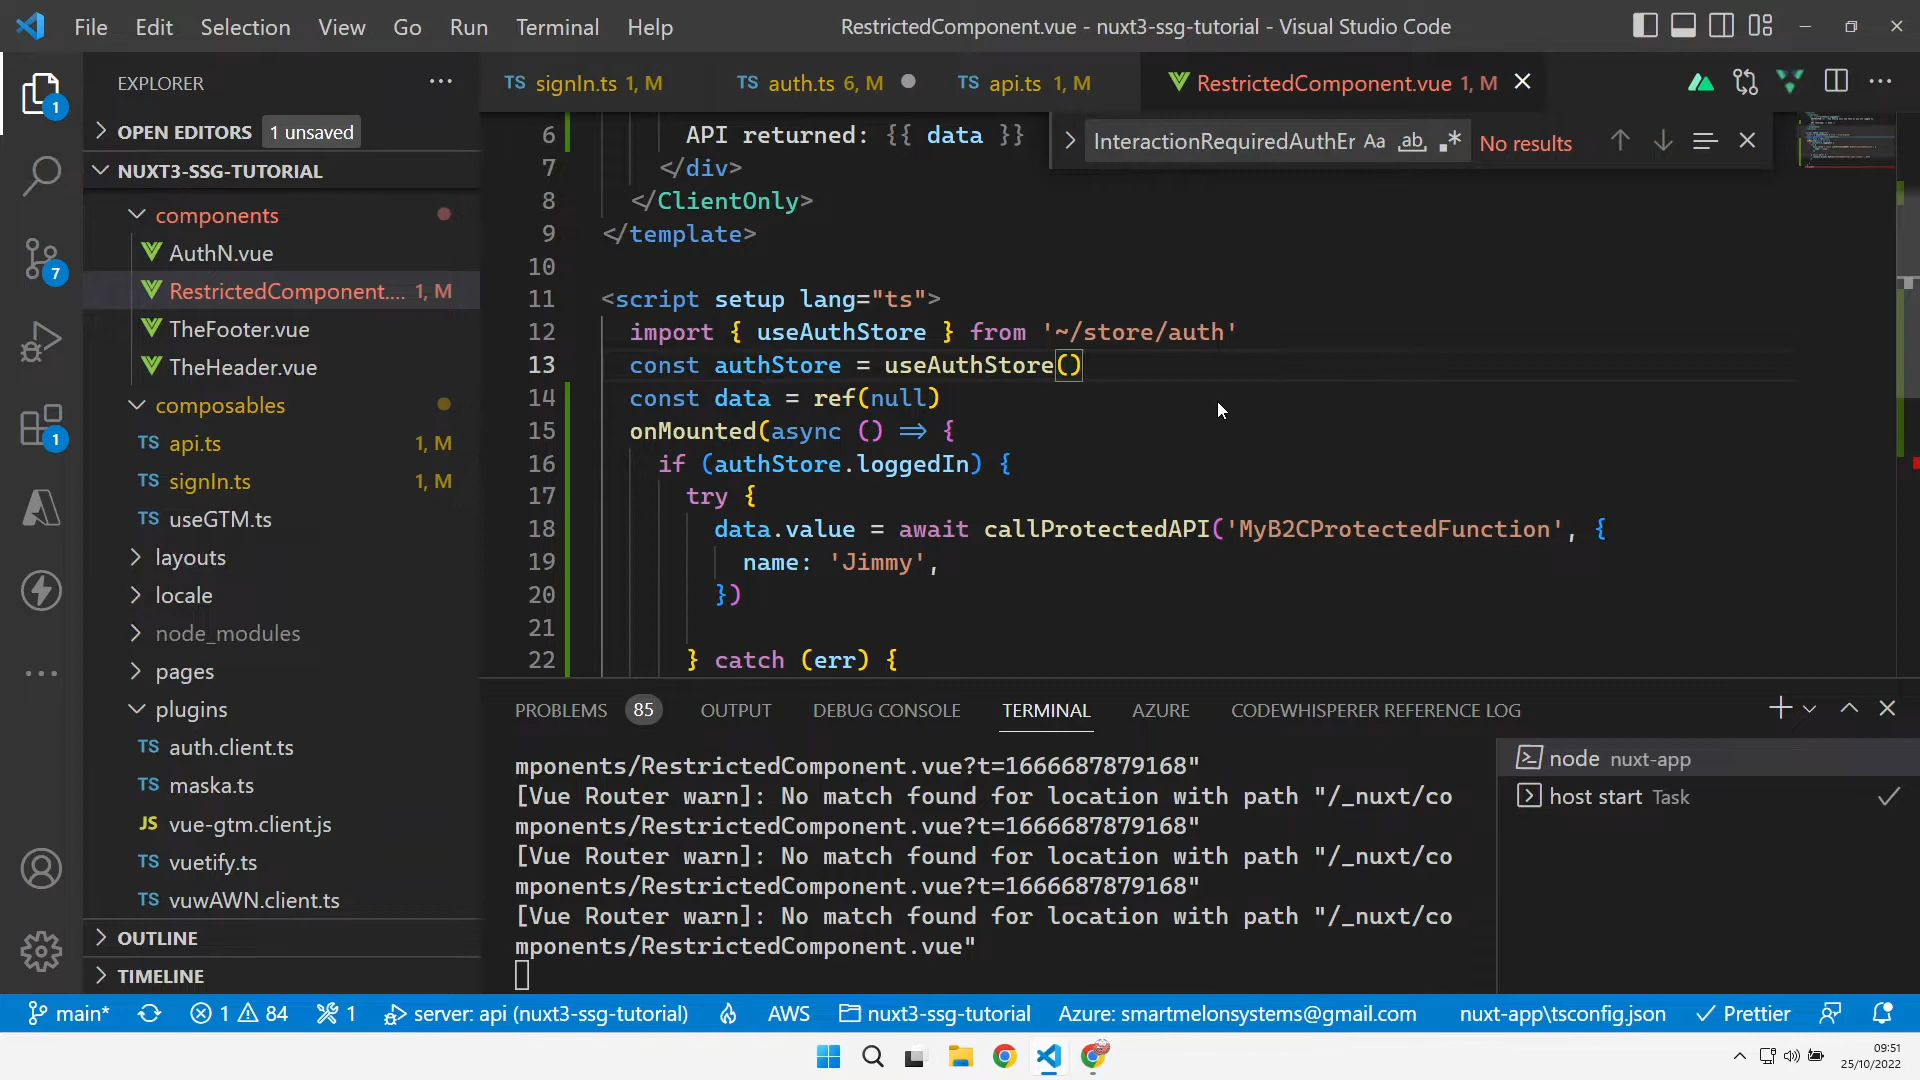 File Edit Selection View Go Run Terminal Help
RestrictedComponent.vue - nuxt3-ssg-tutorial - Visual Studio Code
EXPLORER
OPEN EDITORS 1 unsaved
NUXT3-SSG-TUTORIAL
components
AuthN.vue
RestrictedComponent.... 1, M
TheFooter.vue
TheHeader.vue
composables
TS api.ts 1, M
TS signIn.ts 1, M
TS useGTM.ts
layouts
locale
node_modules
pages
plugins
TS auth.client.ts
TS maska.ts
JS vue-gtm.client.js
TS vuetify.ts
TS vuwAWN.client.ts
OUTLINE
TIMELINE
1
7
1
TS signIn.ts 1, M
TS auth.ts 6, M
TS api.ts 1, M
RestrictedComponent.vue 1, M
InteractionRequiredAuthEr Aa ab .* No results
6 API returned: {{ data }}
7 </div>
8 </ClientOnly>
9 </template>
10
11 <script setup lang="ts">
12 import { useAuthStore } from '~/store/auth'
13 const authStore = useAuthStore()
14 const data = ref(null)
15 onMounted(async () => {
16 if (authStore.loggedIn) {
17 try {
18 data.value = await callProtectedAPI('MyB2CProtectedFunction', {
19 name: 'Jimmy',
20 })
21
22 } catch (err) {
PROBLEMS 85 OUTPUT DEBUG CONSOLE TERMINAL AZURE CODEWHISPERER REFERENCE LOG
mponents/RestrictedComponent.vue?t=1666687879168"
[Vue Router warn]: No match found for location with path "/_nuxt/co
mponents/RestrictedComponent.vue?t=1666687879168"
[Vue Router warn]: No match found for location with path "/_nuxt/co
mponents/RestrictedComponent.vue?t=1666687879168"
[Vue Router warn]: No match found for location with path "/_nuxt/co
mponents/RestrictedComponent.vue"
node nuxt-app
host start Task
main* 1 84 1 server: api (nuxt3-ssg-tutorial) AWS nuxt3-ssg-tutorial Azure: smartmelonsystems@gmail.com nuxt-app\tsconfig.json Prettier
09:51
25/10/2022